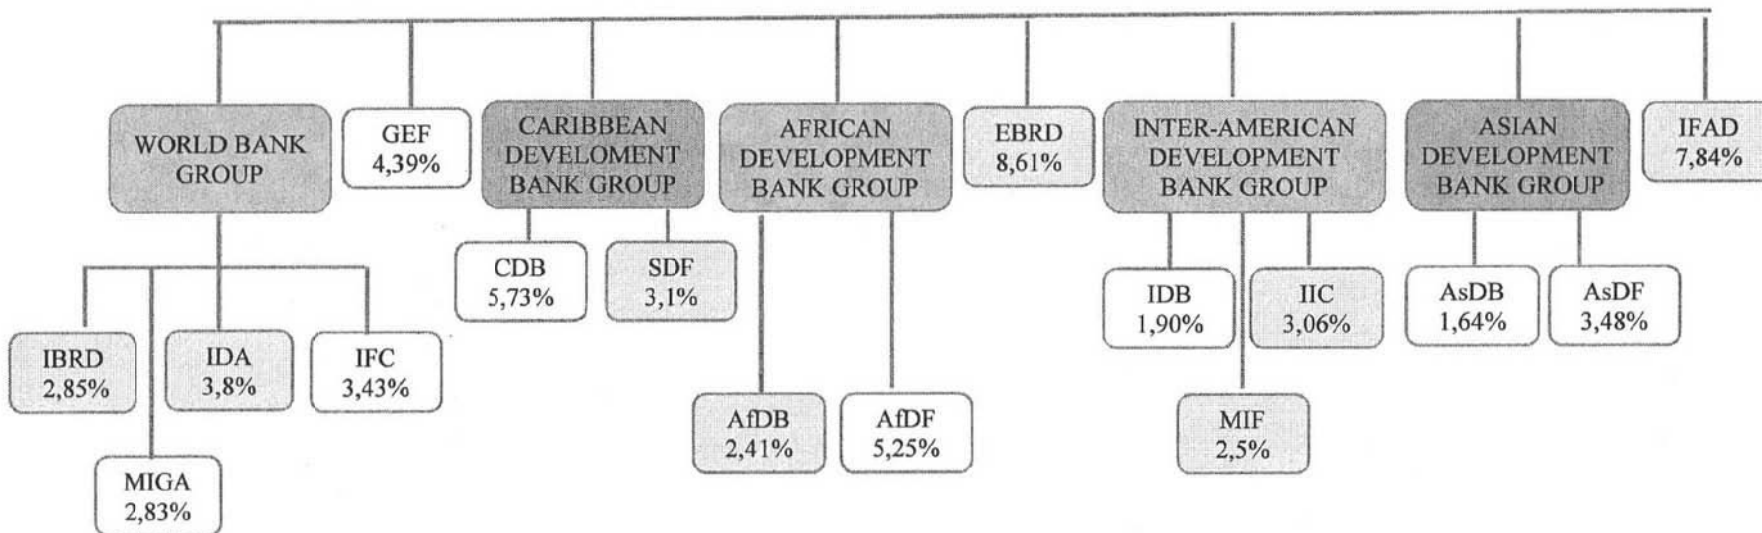 WORLD BANK
GROUP
GEF
4,39%
CARIBBEAN
DEVELOMENT
BANK GROUP
AFRICAN
DEVELOPMENT
BANK GROUP
EBRD
8,61%
INTER-AMERICAN
DEVELOPMENT
BANK GROUP
ASIAN
DEVELOPMENT
BANK GROUP
IFAD
7,84%
CDB
5,73%
SDF
3,1%
IDB
1,90%
IIC
3,06%
AsDB
1,64%
AsDF
3,48%
IBRD
2,85%
IDA
3,8%
IFC
3,43%
AfDB
2,41%
AfDF
5,25%
MIF
2,5%
MIGA
2,83%